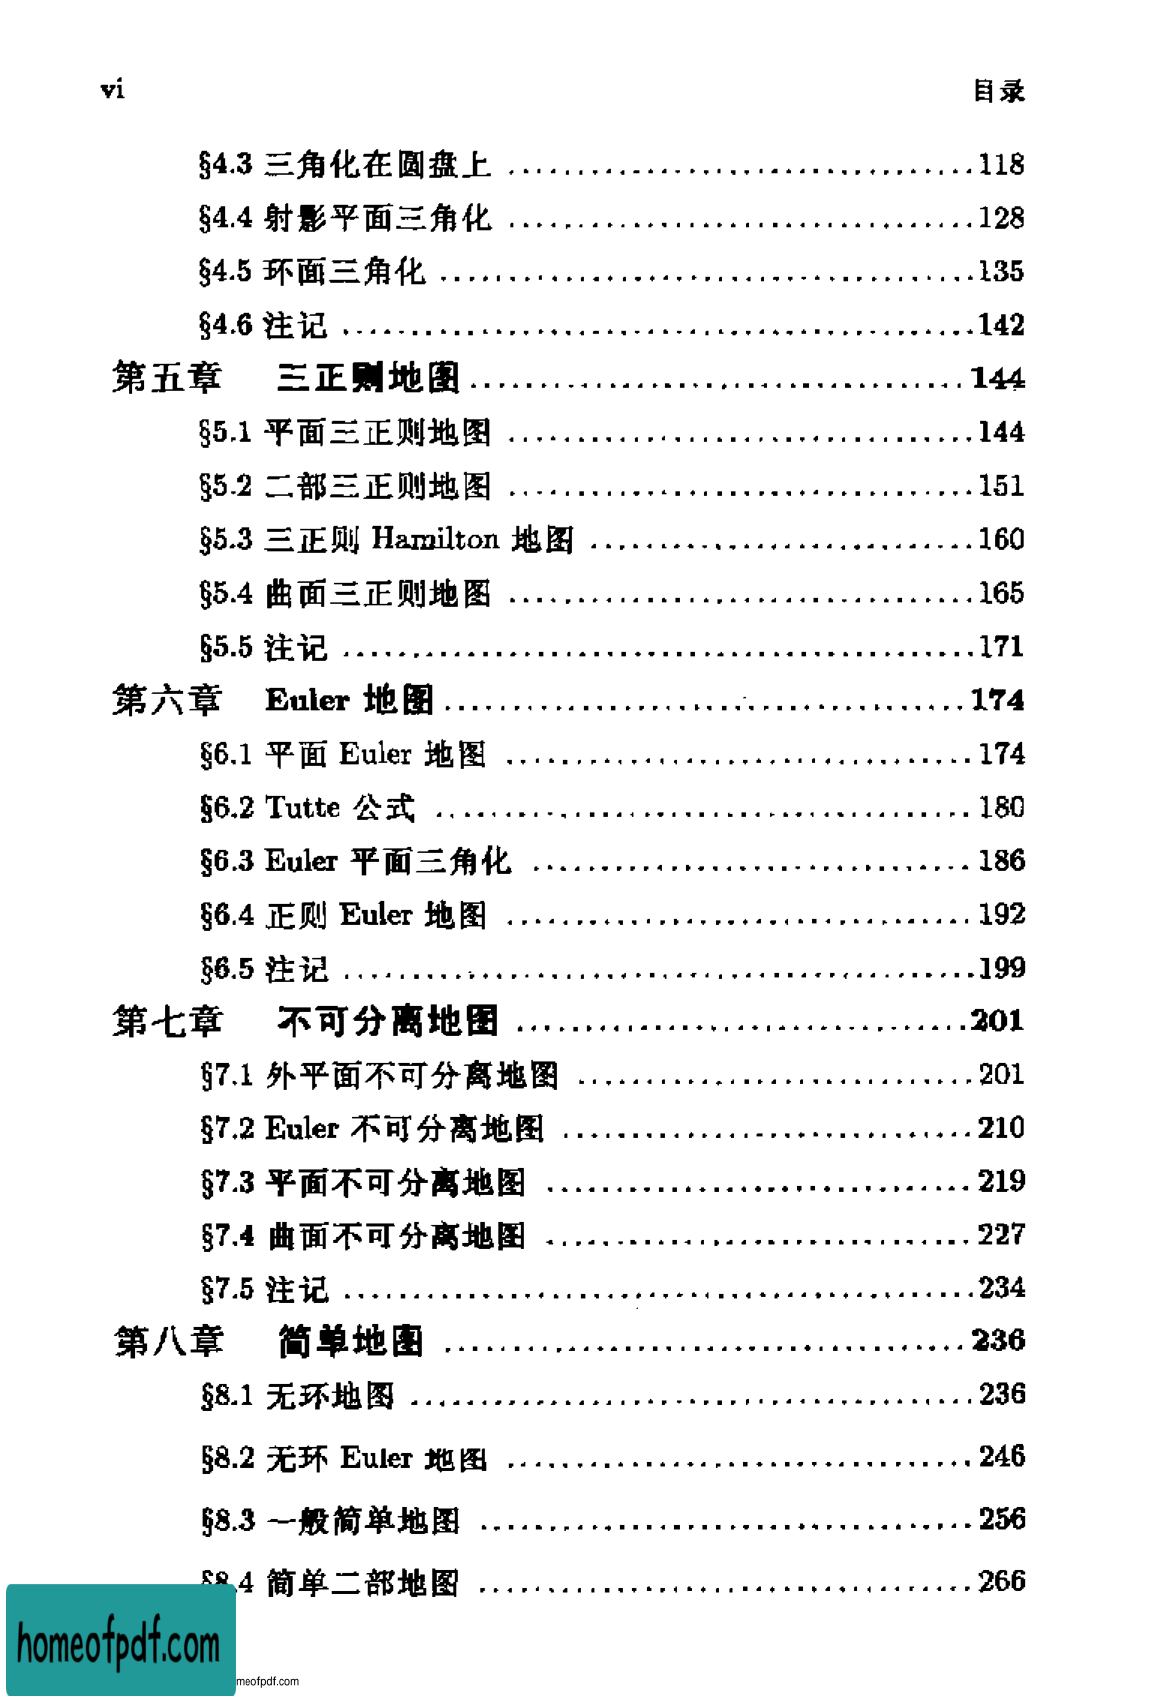 vi 目录
§4.3 三角化在圆盘上 ................................ 118
§4.4 射影平面三角化 ................................ 128
§4.5 环面三角化 ................................ 135
§4.6 注记 ................................ 142
第五章 三正则地图 ................................ 144
§5.1 平面三正则地图 ................................ 144
§5.2 二部三正则地图 ................................ 151
§5.3 三正则 Hamilton 地图 ................................ 160
§5.4 曲面三正则地图 ................................ 165
§5.5 注记 ................................ 171
第六章 Euler 地图 ................................ 174
§6.1 平面 Euler 地图 ................................ 174
§6.2 Tutte 公式 ................................ 180
§6.3 Euler 平面三角化 ................................ 186
§6.4 正则 Euler 地图 ................................ 192
§6.5 注记 ................................ 199
第七章 不可分离地图 ................................ 201
§7.1 外平面不可分离地图 ................................ 201
§7.2 Euler 不可分离地图 ................................ 210
§7.3 平面不可分离地图 ................................ 219
§7.4 曲面不可分离地图 ................................ 227
§7.5 注记 ................................ 234
第八章 简单地图 ................................ 236
§8.1 无环地图 ................................ 236
§8.2 无环 Euler 地图 ................................ 246
§8.3 一般简单地图 ................................ 256
§8.4 简单二部地图 ................................ 266
homeofpdf.com
meofpdf.com